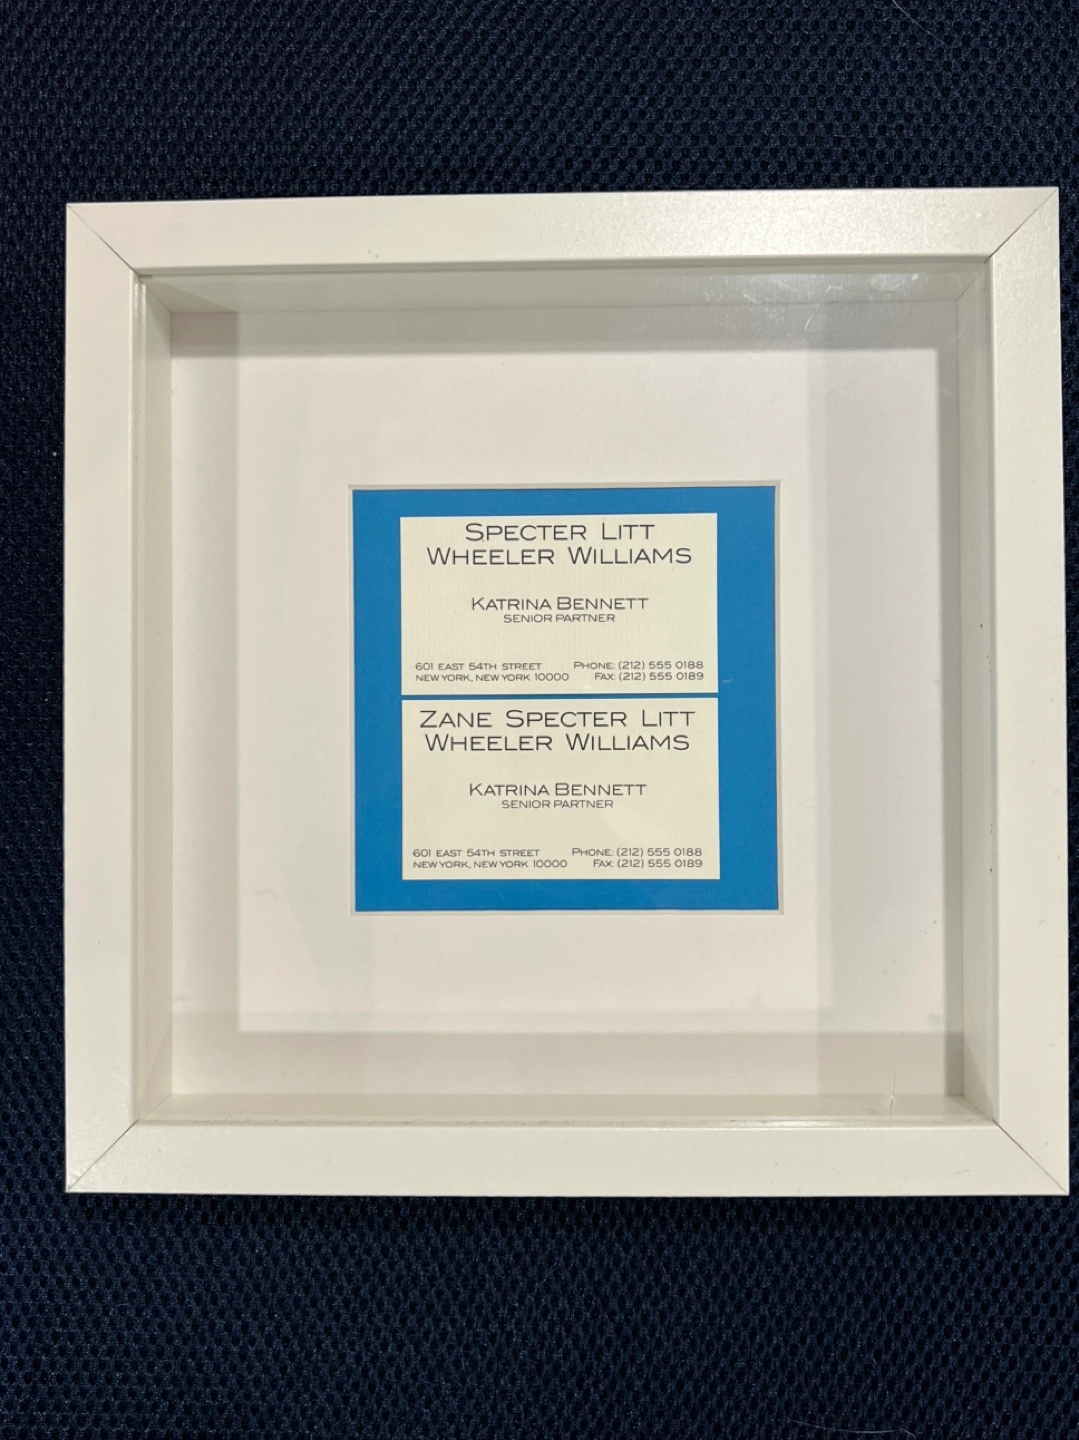 SPECTER LITT
WHEELER WILLIAMS
KATRINA BENNETT
SENIOR PARTNER
601 EAST 54TH STREET PHONE: (212) 555 0188
NEW YORK, NEW YORK 10000 FAX: (212) 555 0189
ZANE SPECTER LITT
WHEELER WILLIAMS
KATRINA BENNETT
SENIOR PARTNER
601 EAST 54TH STREET PHONE: (212) 555 0188
NEW YORK, NEW YORK 10000 FAX: (212) 555 0189